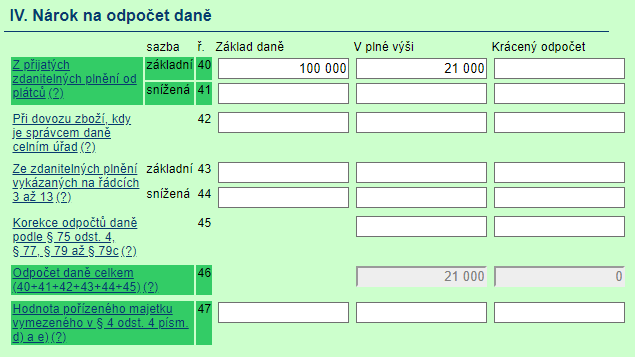 IV. Nárok na odpočet daně
sazba ř. Základ daně V plné výši Krácený odpočet
Z přijatých zdanitelných plnění od plátců (?) základní 40 100 000 21 000
snížená 41
Při dovozu zboží, kdy je správcem daně celním úřad (?) 42
Ze zdanitelných plnění vykázaných na řádcích 3 až 13 (?) základní 43
snížená 44
Korekce odpočtů daně podle § 75 odst. 4, § 77, § 79 až § 79c (?) 45
Odpočet daně celkem (40+41+42+43+44+45) (?) 46 21 000 0
Hodnota pořízeného majetku vymezeného v § 4 odst. 4 písm. d) a e) (?) 47